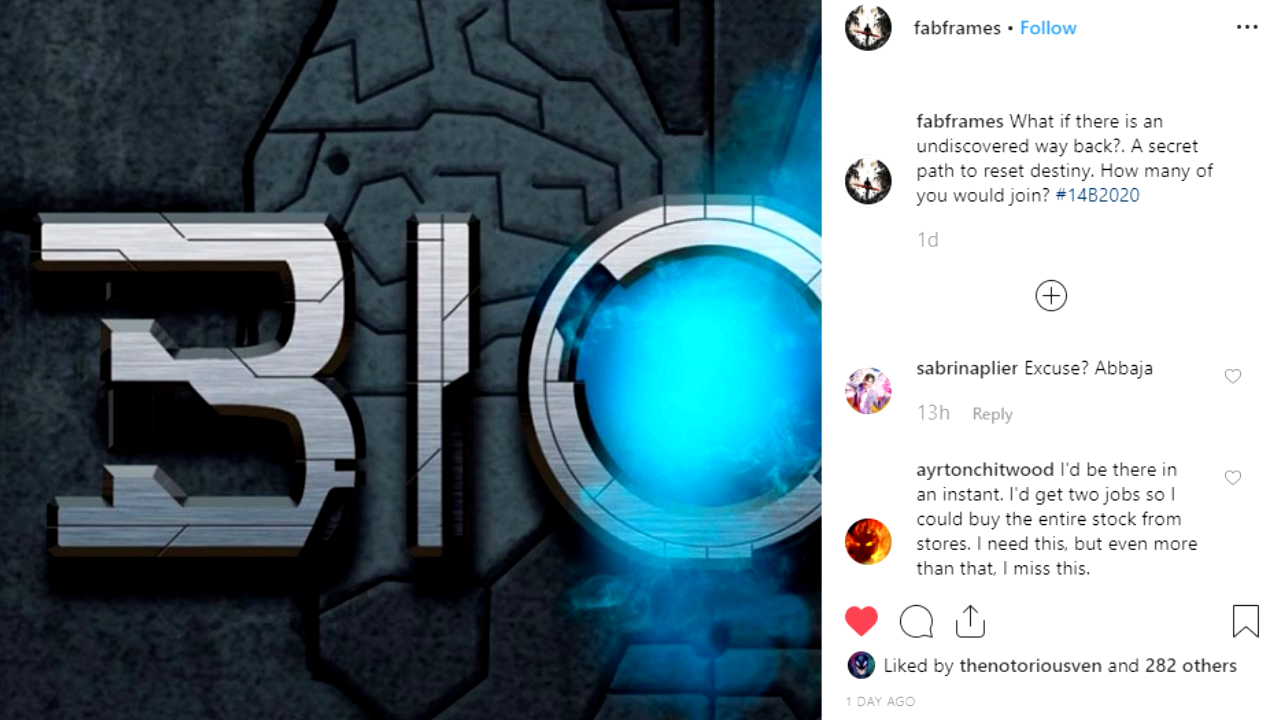 BIO
fabframes • Follow
fabframes What if there is an
undiscovered way back?. A secret
path to reset destiny. How many of
you would join? #14B2020
1d
sabrinaplier Excuse? Abbaja
13h Reply
ayrtonchitwood I'd be there in
an instant. I'd get two jobs so I
could buy the entire stock from
stores. I need this, but even more
than that, I miss this.
Liked by thenotoriousven and 282 others
1 DAY AGO